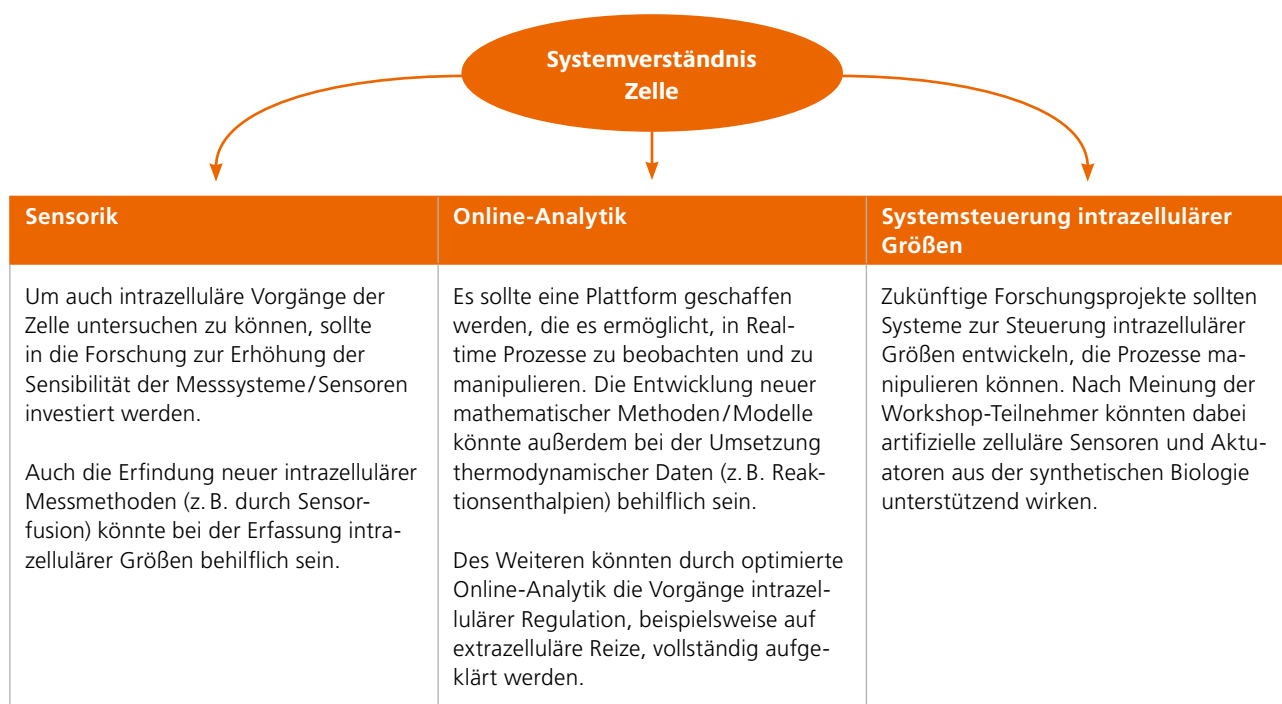 Systemverständnis
Zelle
Sensorik
Um auch intrazelluläre Vorgänge der
Zelle untersuchen zu können, sollte
in die Forschung zur Erhöhung der
Sensibilität der Messsysteme/Sensoren
investiert werden.
Auch die Erfindung neuer intrazellulärer
Messmethoden (z. B. durch Sensor-
fusion) könnte bei der Erfassung intra-
zellulärer Größen behilflich sein.
Online-Analytik
Es sollte eine Plattform geschaffen
werden, die es ermöglicht, in Real-
time Prozesse zu beobachten und zu
manipulieren. Die Entwicklung neuer
mathematischer Methoden/Modelle
könnte außerdem bei der Umsetzung
thermodynamischer Daten (z. B. Reak-
tionsenthalpien) behilflich sein.
Des Weiteren könnten durch optimierte
Online-Analytik die Vorgänge intrazel-
lulärer Regulation, beispielsweise auf
extrazelluläre Reize, vollständig aufge-
klärt werden.
Systemsteuerung intrazellulärer
Größen
Zukünftige Forschungsprojekte sollten
Systeme zur Steuerung intrazellulärer
Größen entwickeln, die Prozesse ma-
nipulieren können. Nach Meinung der
Workshop-Teilnehmer könnten dabei
artifizielle zelluläre Sensoren und Aktu-
atoren aus der synthetischen Biologie
unterstützend wirken.